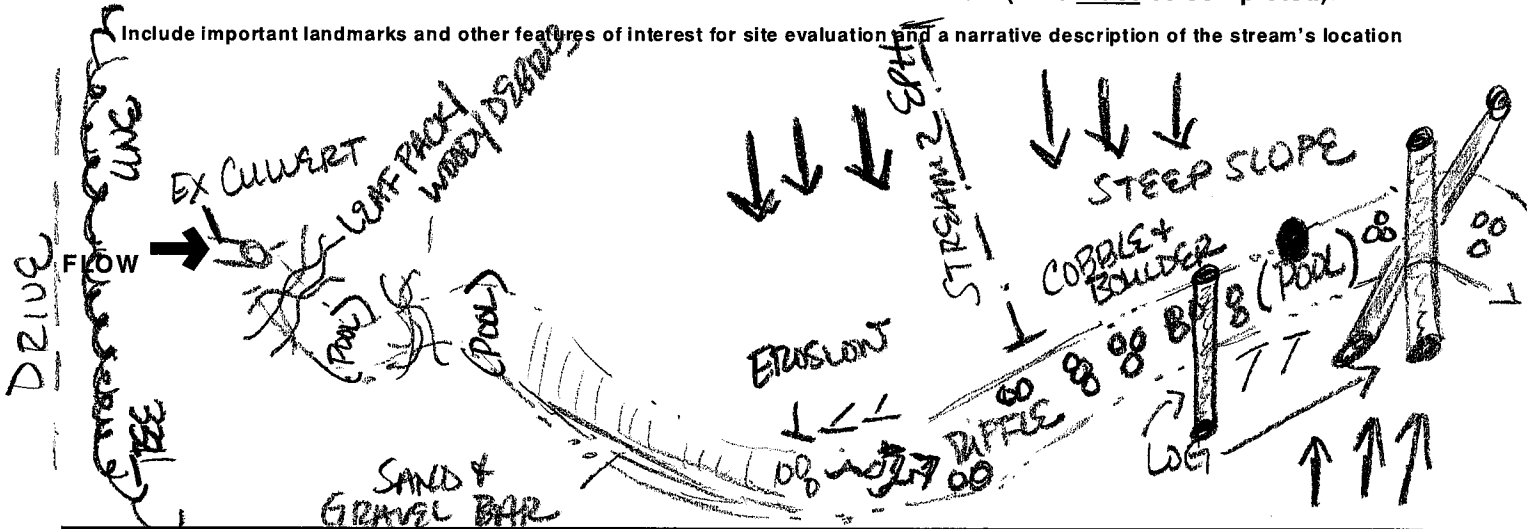 Include important landmarks and other features of interest for site evaluation and a narrative description of the stream's location
LINE
EX CULVERT
LEAF PACK/
WOODY DEBRIS
STREAM 2 EPH
STEEP SLOPE
COBBLE +
BOULDER
DRIVE
FLOW
(POOL)
(POOL)
(POOL)
EROSION
RIFFLE
TREE
LOG
SAND &
GRAVEL BAR